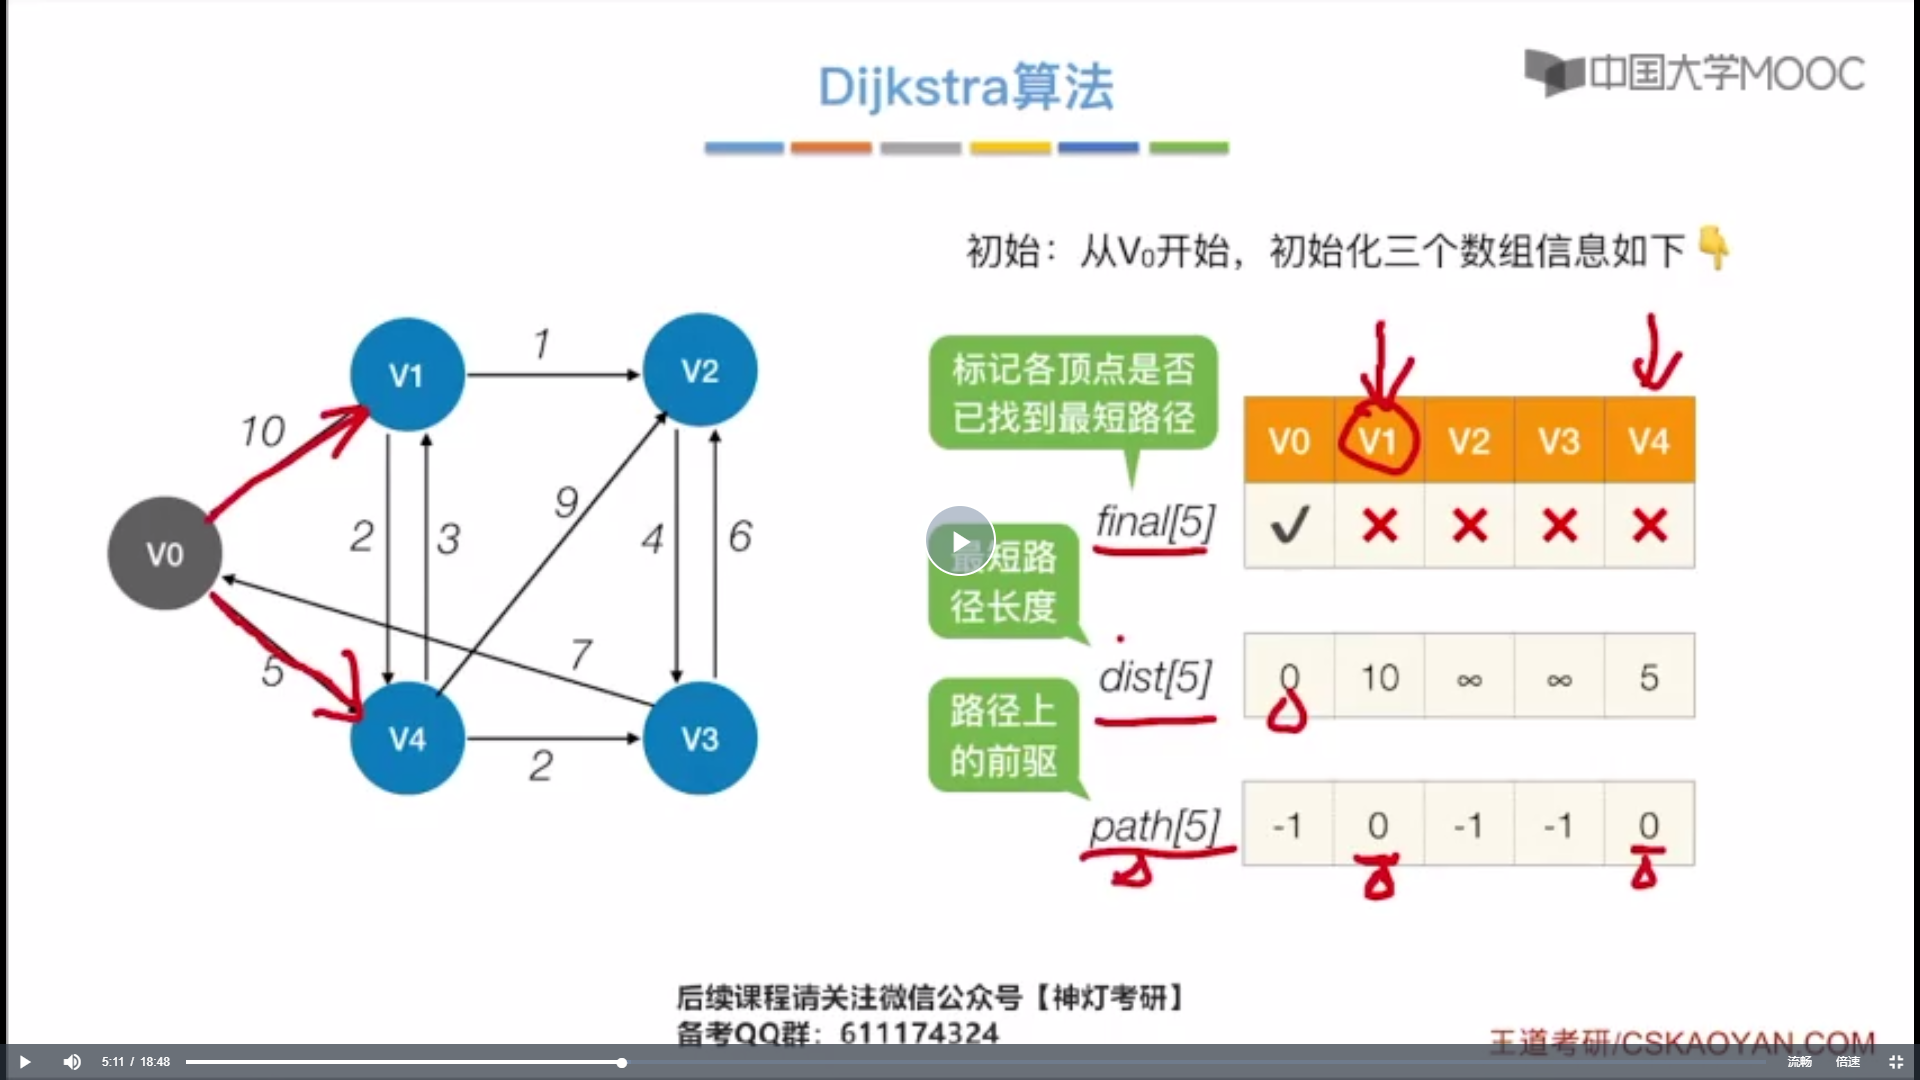 Dijkstra算法
中国大学MOOC
初始：从V₀开始，初始化三个数组信息如下👇
标记各顶点是否
已找到最短路径
V0 V1 V2 V3 V4
final[5] ✓ ✗ ✗ ✗ ✗
最短路
径长度
dist[5] 0 10 ∞ ∞ 5
路径上
的前驱
path[5] -1 0 -1 -1 0
V1
1
V2
10
2
3
9
4
6
V0
5
7
V4
2
V3
后续课程请关注微信公众号【神灯考研】
备考QQ群：611174324
王道考研/CSKAOYAN.COM
5:11 / 18:48
流畅 倍速